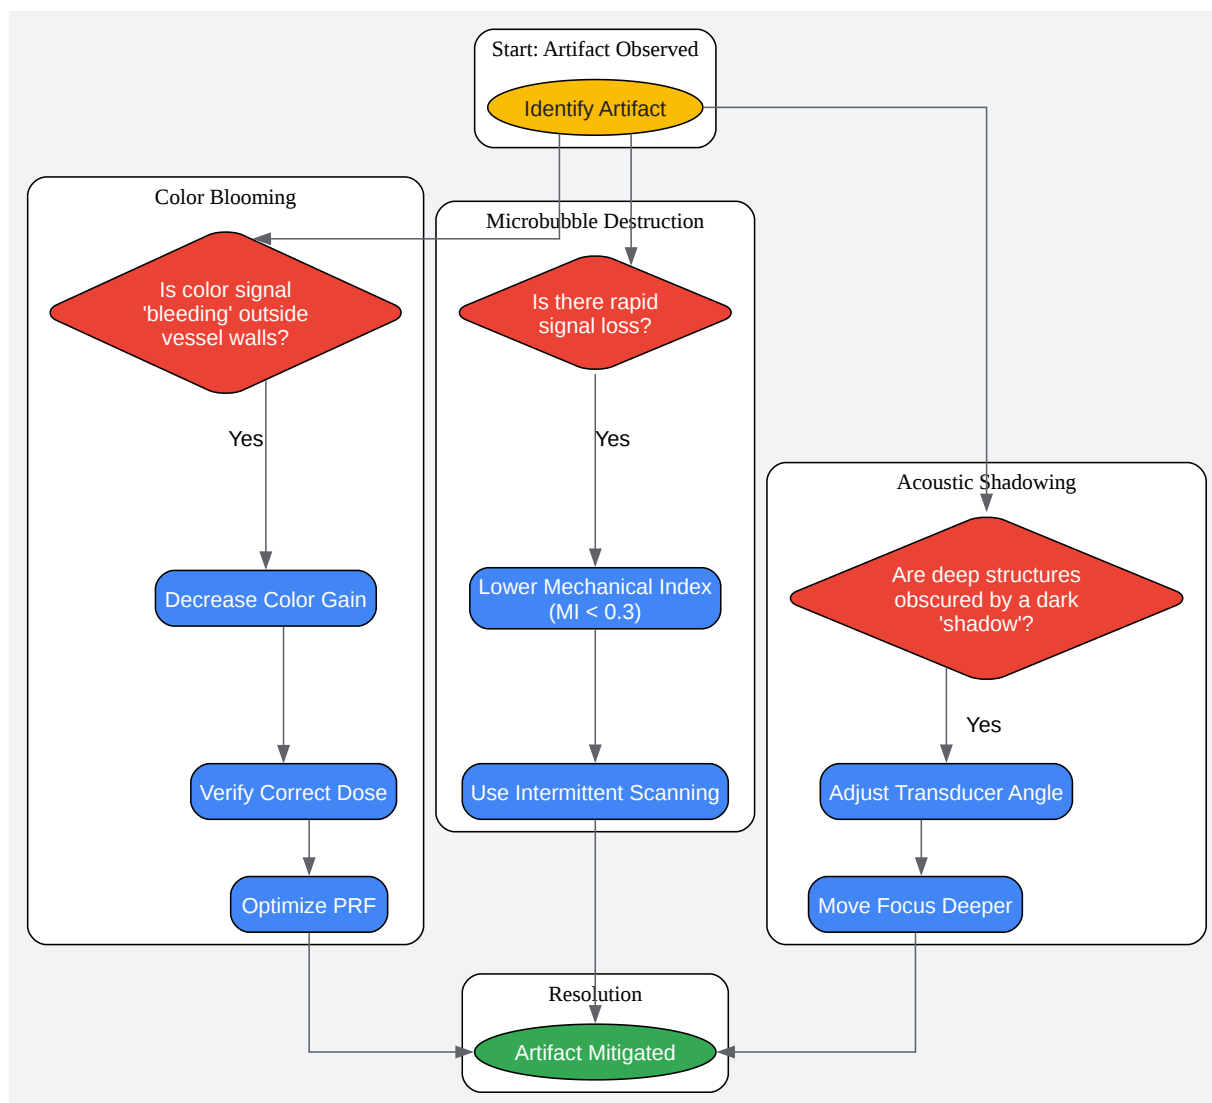 Start: Artifact Observed
Identify Artifact
Color Blooming
Is color signal
'bleeding' outside
vessel walls?
Yes
Decrease Color Gain
Verify Correct Dose
Optimize PRF
Microbubble Destruction
Is there rapid
signal loss?
Yes
Lower Mechanical Index
(MI < 0.3)
Use Intermittent Scanning
Acoustic Shadowing
Are deep structures
obscured by a dark
'shadow'?
Yes
Adjust Transducer Angle
Move Focus Deeper
Resolution
Artifact Mitigated